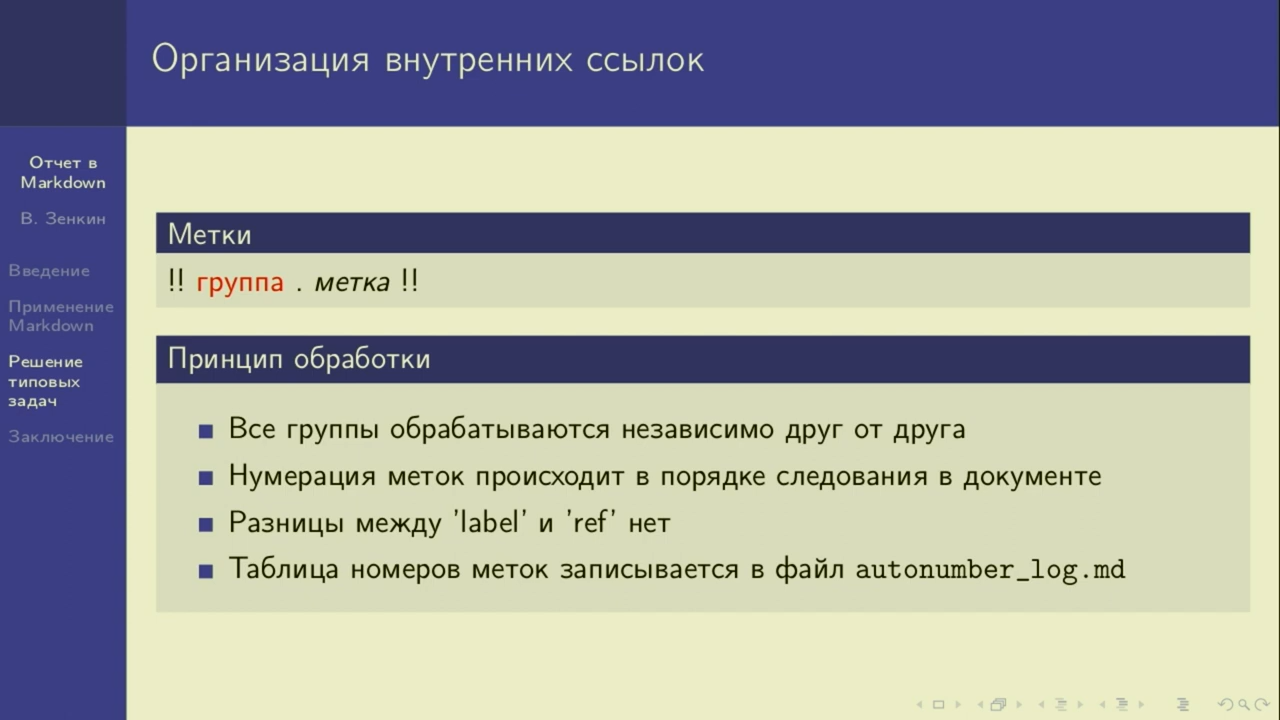 Организация внутренних ссылок
Отчет в
Markdown
В. Зенкин
Введение
Применение
Markdown
Решение
типовых
задач
Заключение
Метки
!! группа . метка !!
Принцип обработки
Все группы обрабатываются независимо друг от друга
Нумерация меток происходит в порядке следования в документе
Разницы между 'label' и 'ref' нет
Таблица номеров меток записывается в файл autonumber_log.md